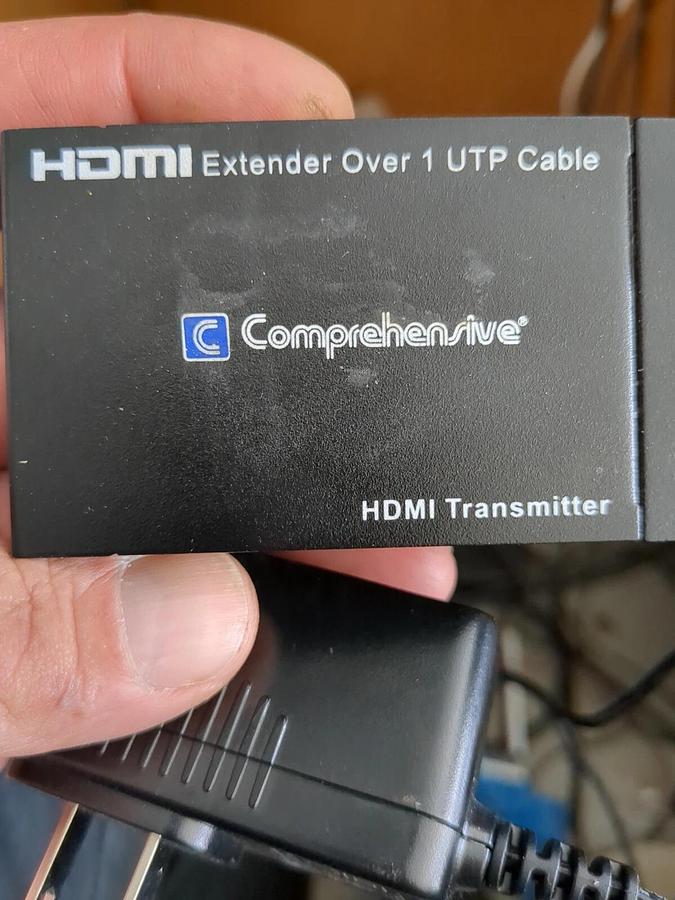 HDMI Extender Over 1 UTP Cable
C Comprehensive®
HDMI Transmitter